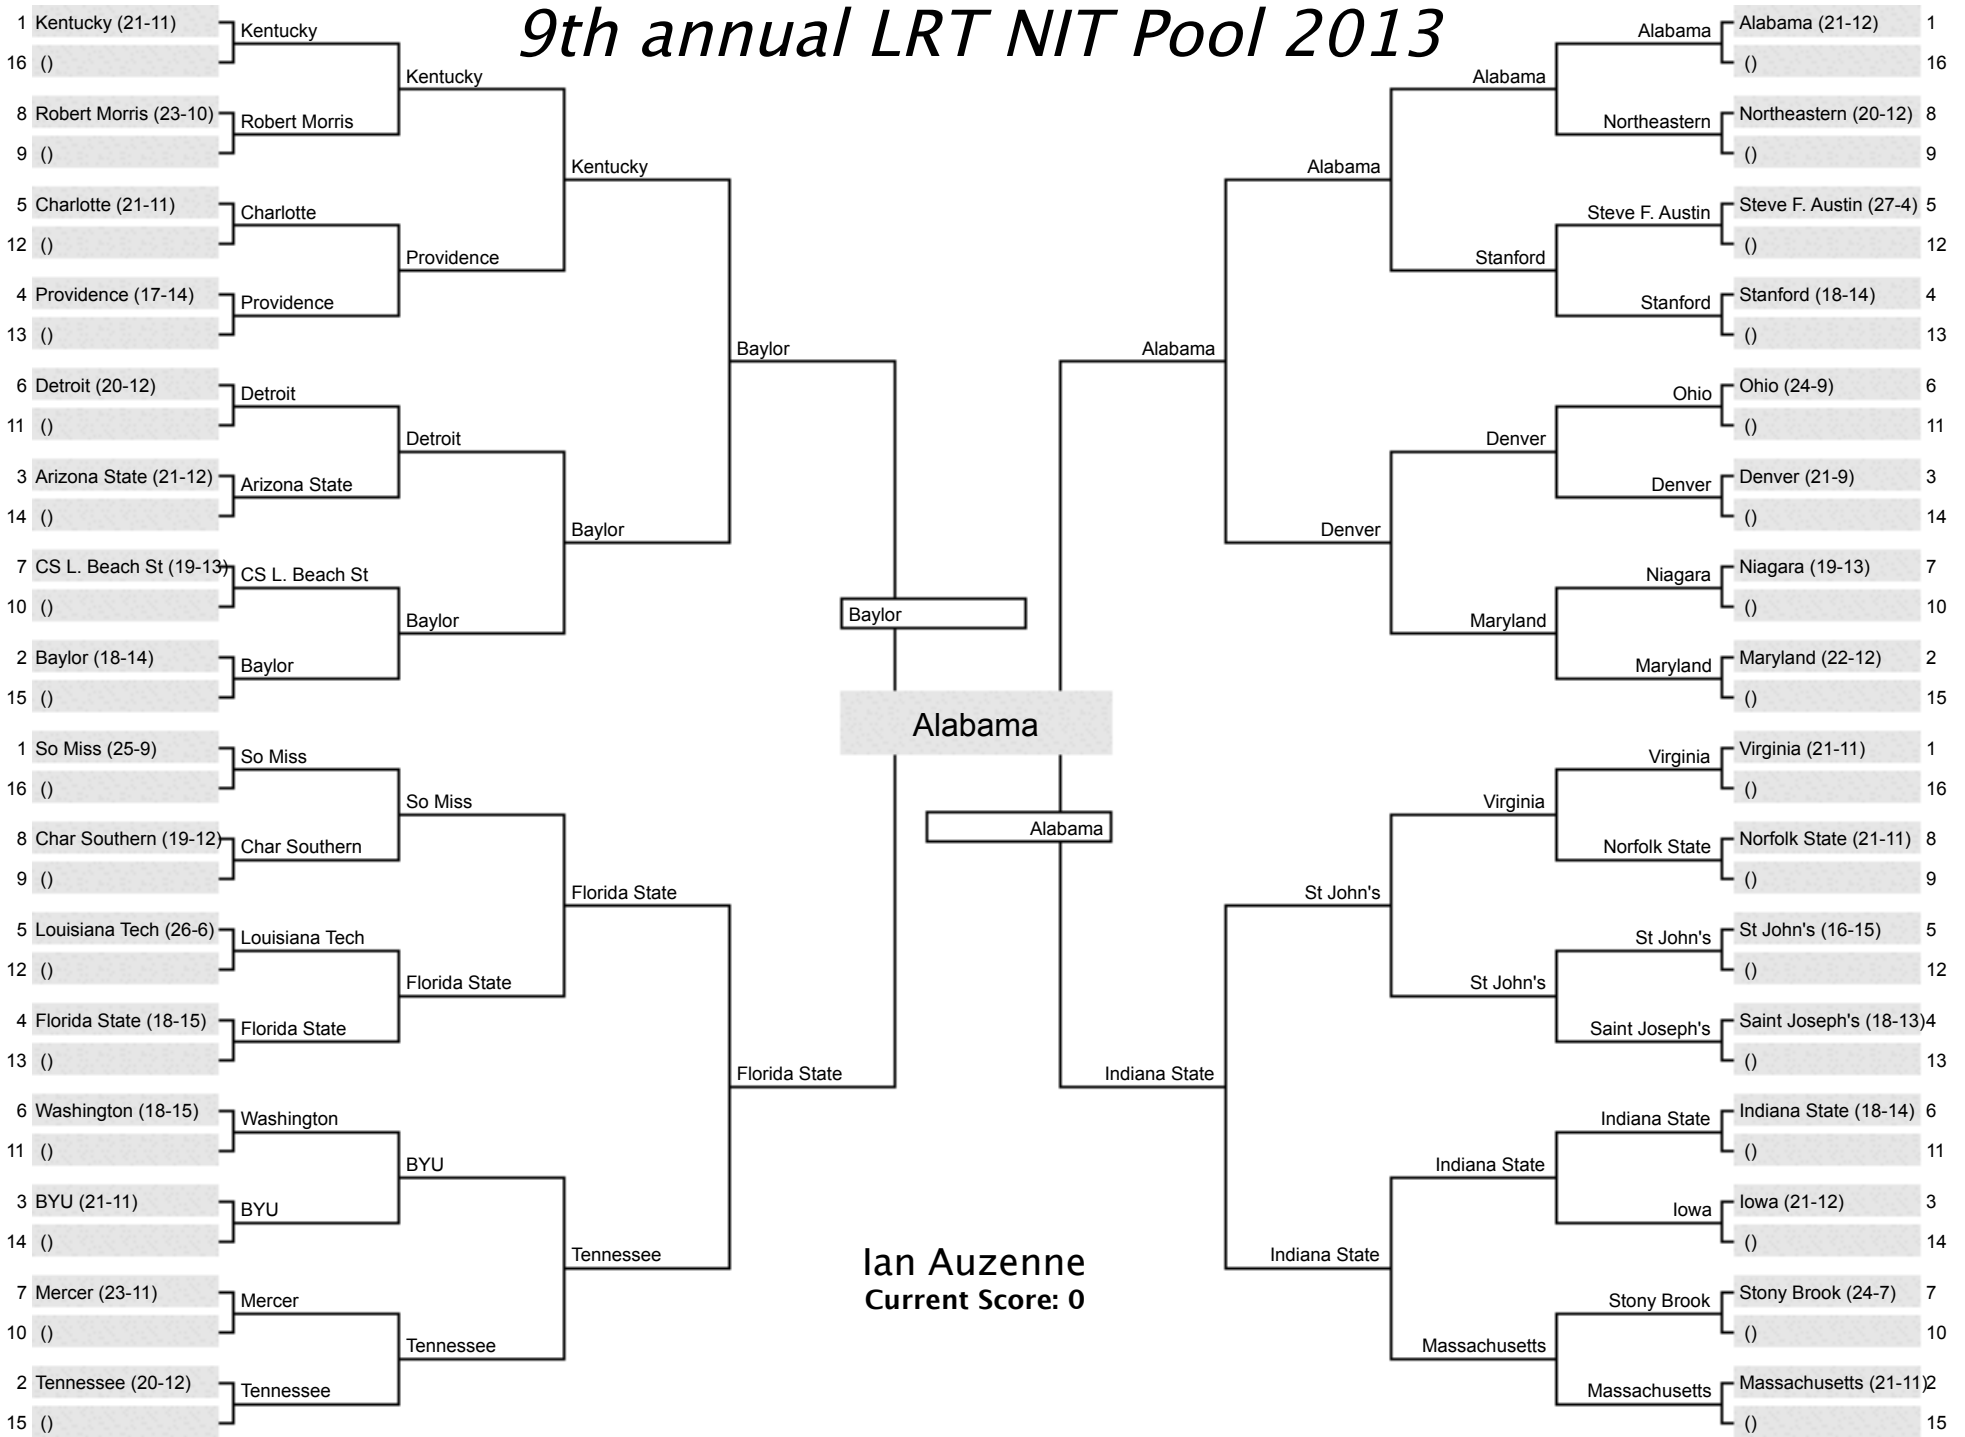 9th annual LRT NIT Pool 2013
1 Kentucky (21-11)
16 ()
8 Robert Morris (23-10)
9 ()
5 Charlotte (21-11)
12 ()
4 Providence (17-14)
13 ()
6 Detroit (20-12)
11 ()
3 Arizona State (21-12)
14 ()
7 CS L. Beach St (19-13)
10 ()
2 Baylor (18-14)
15 ()
1 So Miss (25-9)
16 ()
8 Char Southern (19-12)
9 ()
5 Louisiana Tech (26-6)
12 ()
4 Florida State (18-15)
13 ()
6 Washington (18-15)
11 ()
3 BYU (21-11)
14 ()
7 Mercer (23-11)
10 ()
2 Tennessee (20-12)
15 ()
Kentucky
Robert Morris
Charlotte
Providence
Detroit
Arizona State
CS L. Beach St
Baylor
So Miss
Char Southern
Louisiana Tech
Florida State
Washington
BYU
Mercer
Tennessee
Kentucky
Providence
Detroit
Baylor
So Miss
Florida State
BYU
Tennessee
Kentucky
Baylor
Florida State
Tennessee
Baylor
Florida State
Baylor
Alabama
Alabama
Ian Auzenne
Current Score: 0
Alabama
Indiana State
Alabama
Denver
St John's
Indiana State
Alabama
Stanford
Denver
Maryland
Virginia
St John's
Indiana State
Massachusetts
Alabama
Northeastern
Steve F. Austin
Stanford
Ohio
Denver
Niagara
Maryland
Virginia
Norfolk State
St John's
Saint Joseph's
Indiana State
Iowa
Stony Brook
Massachusetts
Alabama (21-12) 1
() 16
Northeastern (20-12) 8
() 9
Steve F. Austin (27-4) 5
() 12
Stanford (18-14) 4
() 13
Ohio (24-9) 6
() 11
Denver (21-9) 3
() 14
Niagara (19-13) 7
() 10
Maryland (22-12) 2
() 15
Virginia (21-11) 1
() 16
Norfolk State (21-11) 8
() 9
St John's (16-15) 5
() 12
Saint Joseph's (18-13) 4
() 13
Indiana State (18-14) 6
() 11
Iowa (21-12) 3
() 14
Stony Brook (24-7) 7
() 10
Massachusetts (21-11) 2
() 15